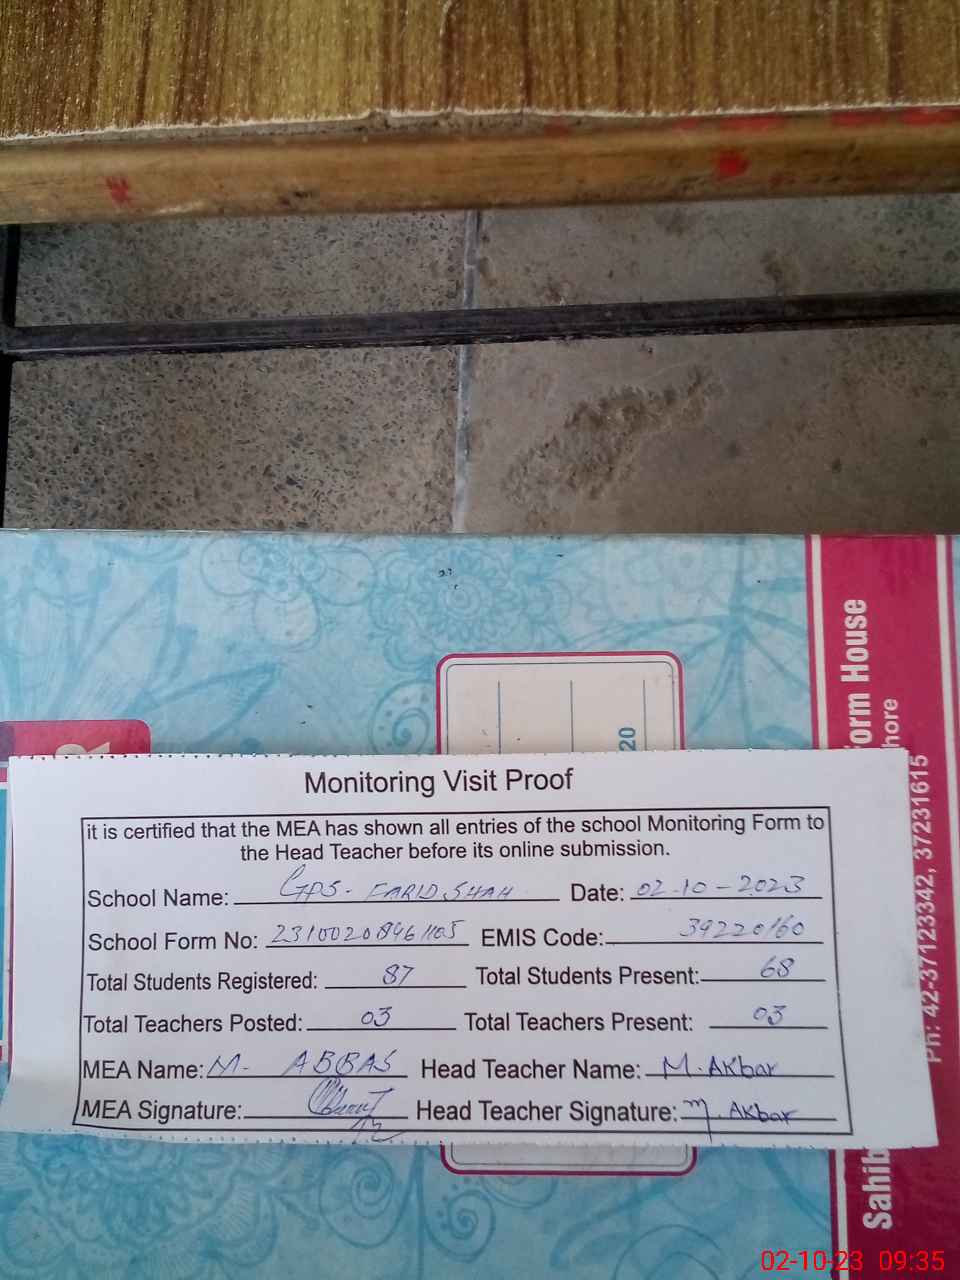 Form House
hore
Ph: 42-37123342, 37231615
20
R
Monitoring Visit Proof
it is certified that the MEA has shown all entries of the school Monitoring Form to
the Head Teacher before its online submission.
School Name: GPS - FARID SHAH Date: 02-10-2023
School Form No: EMIS Code: 39220160
Total Students Registered: 87 Total Students Present: 68
Total Teachers Posted: 03 Total Teachers Present: 03
MEA Name: M- ABBAS Head Teacher Name: M. Akbar
MEA Signature: Head Teacher Signature: M. Akbar
Sahib
02-10-23 09:35